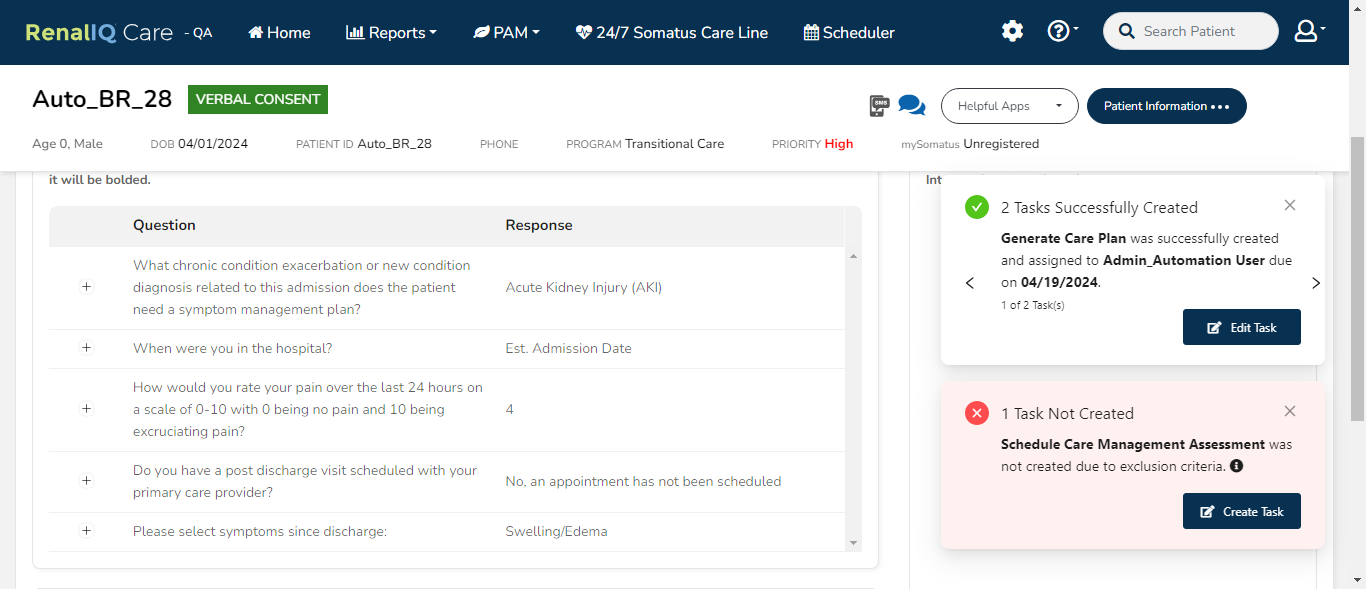 RenalIQ Care - QA
Home
Reports
PAM
24/7 Somatus Care Line
Scheduler
Search Patient
Auto_BR_28
VERBAL CONSENT
SMS
Helpful Apps
Patient Information
Age 0, Male
DOB 04/01/2024
PATIENT ID Auto_BR_28
PHONE
PROGRAM Transitional Care
PRIORITY High
mySomatus Unregistered
it will be bolded.
Question
Response
What chronic condition exacerbation or new condition
diagnosis related to this admission does the patient
need a symptom management plan?
Acute Kidney Injury (AKI)
When were you in the hospital?
Est. Admission Date
How would you rate your pain over the last 24 hours on
a scale of 0-10 with 0 being no pain and 10 being
excruciating pain?
4
Do you have a post discharge visit scheduled with your
primary care provider?
No, an appointment has not been scheduled
Please select symptoms since discharge:
Swelling/Edema
Int
2 Tasks Successfully Created
Generate Care Plan was successfully created
and assigned to Admin_Automation User due
on 04/19/2024.
1 of 2 Task(s)
Edit Task
1 Task Not Created
Schedule Care Management Assessment was
not created due to exclusion criteria.
Create Task